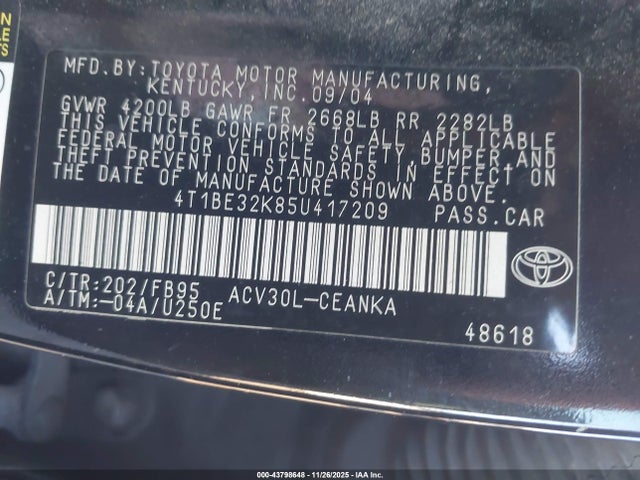 N
LE
TS
MFD.BY:TOYOTA MOTOR MANUFACTURING,
KENTUCKY, INC.09/04
GVWR 4200LB GAWR FR 2668LB RR 2282LB
THIS VEHICLE CONFORMS TO ALL APPLICABLE
FEDERAL MOTOR VEHICLE SAFETY,BUMPER,AND
THEFT PREVENTION STANDARDS IN EFFECT ON
THE DATE OF MANUFACTURE SHOWN ABOVE.
4T1BE32K85U417209 PASS.CAR
C/TR:202/FB95 ACV30L-CEANKA
A/TM:-04A/U250E
48618
TOYOTA
000-43798648 - 11/26/2025 - IAA Inc.